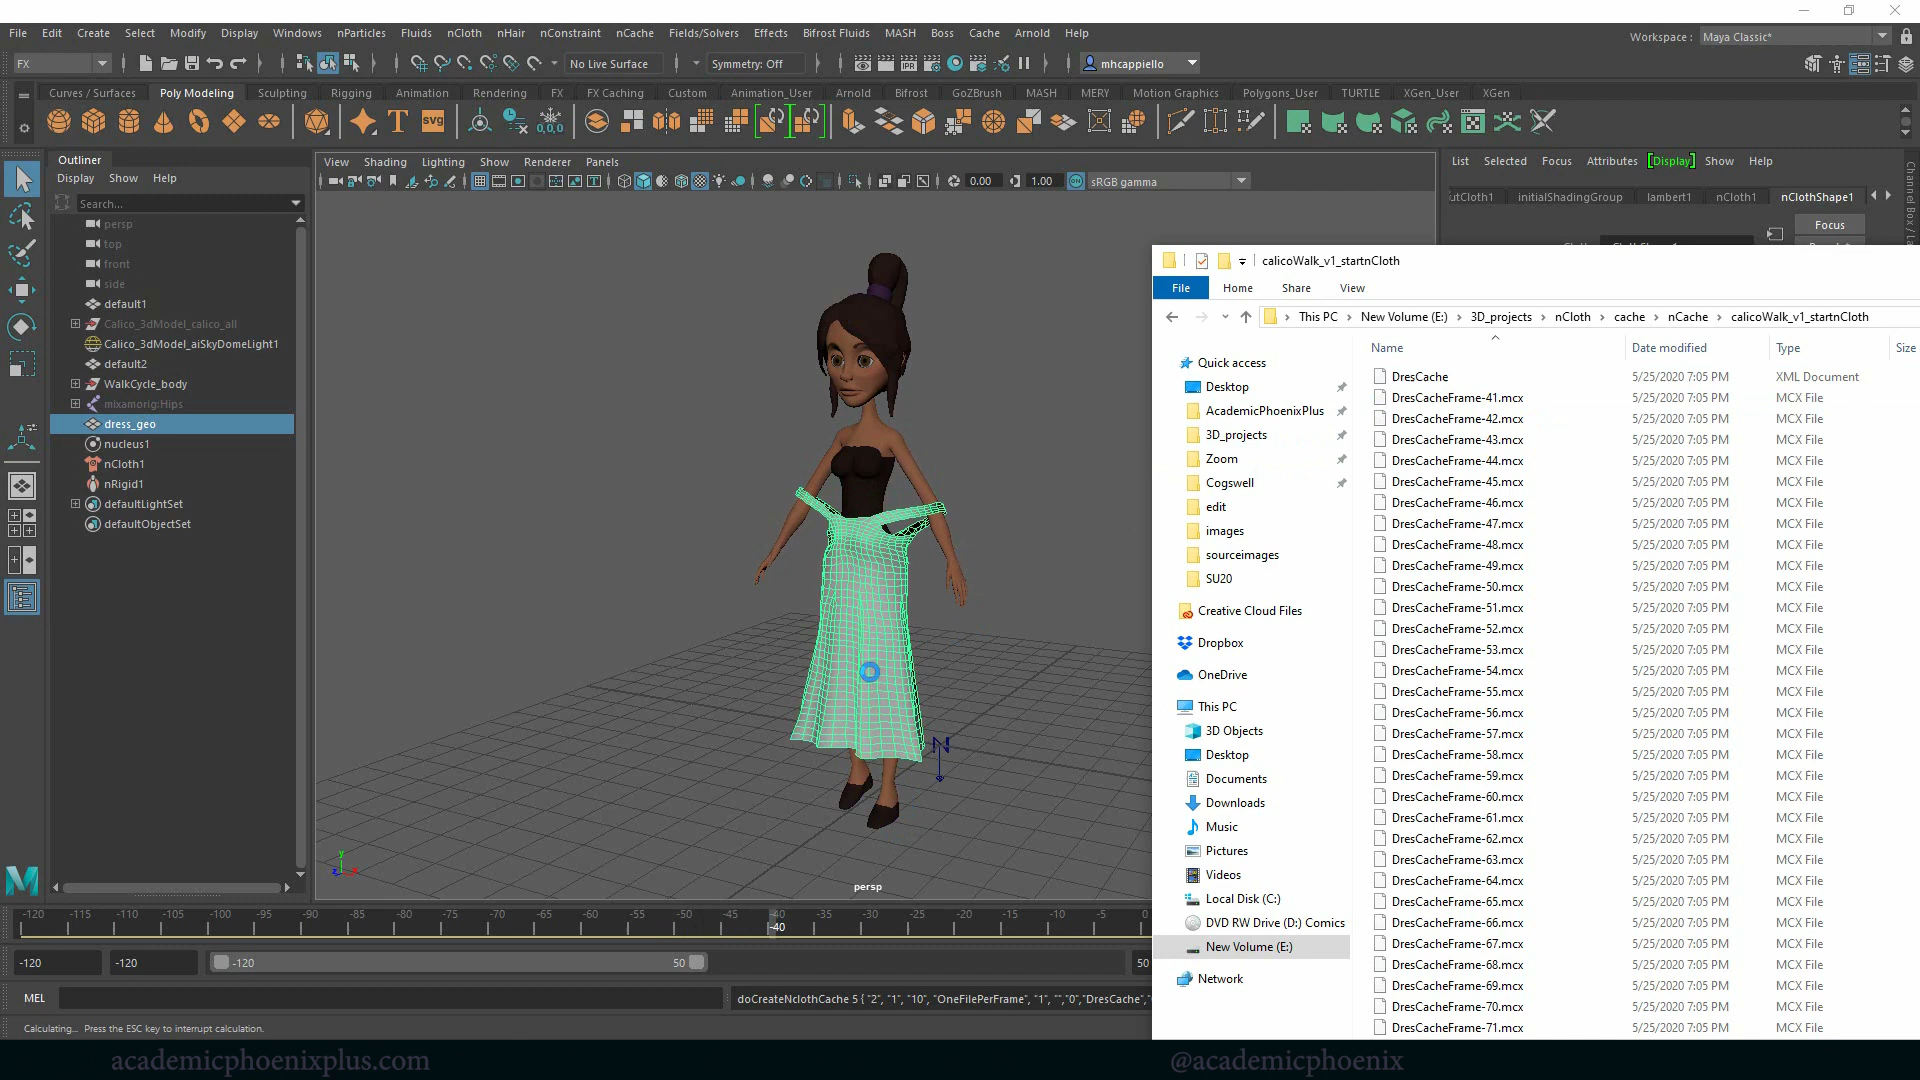 File Edit Create Select Modify Display Windows nParticles Fluids nCloth nHair nConstraint nCache Fields/Solvers Effects Bifrost Fluids MASH Boss Cache Arnold Help
Workspace : Maya Classic*
FX No Live Surface Symmetry: Off mhcappiello
Curves / Surfaces Poly Modeling Sculpting Rigging Animation Rendering FX FX Caching Custom Animation_User Arnold Bifrost GoZBrush MASH MERY Motion Graphics Polygons_User TURTLE XGen_User XGen
T svg 0,0,0
Outliner
Display Show Help
Search...
persp
top
front
side
default1
Calico_3dModel_calico_all
Calico_3dModel_aiSkyDomeLight1
default2
WalkCycle_body
mixamorig:Hips
dress_geo
nucleus1
nCloth1
nRigid1
defaultLightSet
defaultObjectSet
View Shading Lighting Show Renderer Panels
0.00 1.00 sRGB gamma
N
y
z
x
persp
List Selected Focus Attributes [Display] Show Help
utCloth1 initialShadingGroup lambert1 nCloth1 nClothShape1
Focus
calicoWalk_v1_startnCloth
File Home Share View
This PC New Volume (E:) 3D_projects nCloth cache nCache calicoWalk_v1_startnCloth
Quick access
Desktop
AcademicPhoenixPlus
3D_projects
Zoom
Cogswell
edit
images
sourceimages
SU20
Creative Cloud Files
Dropbox
OneDrive
This PC
3D Objects
Desktop
Documents
Downloads
Music
Pictures
Videos
Local Disk (C:)
DVD RW Drive (D:) Comics
New Volume (E:)
Network
Name Date modified Type Size
DresCache 5/25/2020 7:05 PM XML Document
DresCacheFrame-41.mcx 5/25/2020 7:05 PM MCX File
DresCacheFrame-42.mcx 5/25/2020 7:05 PM MCX File
DresCacheFrame-43.mcx 5/25/2020 7:05 PM MCX File
DresCacheFrame-44.mcx 5/25/2020 7:05 PM MCX File
DresCacheFrame-45.mcx 5/25/2020 7:05 PM MCX File
DresCacheFrame-46.mcx 5/25/2020 7:05 PM MCX File
DresCacheFrame-47.mcx 5/25/2020 7:05 PM MCX File
DresCacheFrame-48.mcx 5/25/2020 7:05 PM MCX File
DresCacheFrame-49.mcx 5/25/2020 7:05 PM MCX File
DresCacheFrame-50.mcx 5/25/2020 7:05 PM MCX File
DresCacheFrame-51.mcx 5/25/2020 7:05 PM MCX File
DresCacheFrame-52.mcx 5/25/2020 7:05 PM MCX File
DresCacheFrame-53.mcx 5/25/2020 7:05 PM MCX File
DresCacheFrame-54.mcx 5/25/2020 7:05 PM MCX File
DresCacheFrame-55.mcx 5/25/2020 7:05 PM MCX File
DresCacheFrame-56.mcx 5/25/2020 7:05 PM MCX File
DresCacheFrame-57.mcx 5/25/2020 7:05 PM MCX File
DresCacheFrame-58.mcx 5/25/2020 7:05 PM MCX File
DresCacheFrame-59.mcx 5/25/2020 7:05 PM MCX File
DresCacheFrame-60.mcx 5/25/2020 7:05 PM MCX File
DresCacheFrame-61.mcx 5/25/2020 7:05 PM MCX File
DresCacheFrame-62.mcx 5/25/2020 7:05 PM MCX File
DresCacheFrame-63.mcx 5/25/2020 7:05 PM MCX File
DresCacheFrame-64.mcx 5/25/2020 7:05 PM MCX File
DresCacheFrame-65.mcx 5/25/2020 7:05 PM MCX File
DresCacheFrame-66.mcx 5/25/2020 7:05 PM MCX File
DresCacheFrame-67.mcx 5/25/2020 7:05 PM MCX File
DresCacheFrame-68.mcx 5/25/2020 7:05 PM MCX File
DresCacheFrame-69.mcx 5/25/2020 7:05 PM MCX File
DresCacheFrame-70.mcx 5/25/2020 7:05 PM MCX File
DresCacheFrame-71.mcx 5/25/2020 7:05 PM MCX File
-120 -115 -110 -105 -100 -95 -90 -85 -80 -75 -70 -65 -60 -55 -50 -45 -40 -35 -30 -25 -20 -15 -10 -5 0
-40
-120 -120 -120 50 50
MEL doCreateNclothCache 5 { "2", "1", "10", "OneFilePerFrame", "1", "","0","DresCache","
Calculating... Press the ESC key to interrupt calculation.
academicphoenixplus.com @academicphoenix